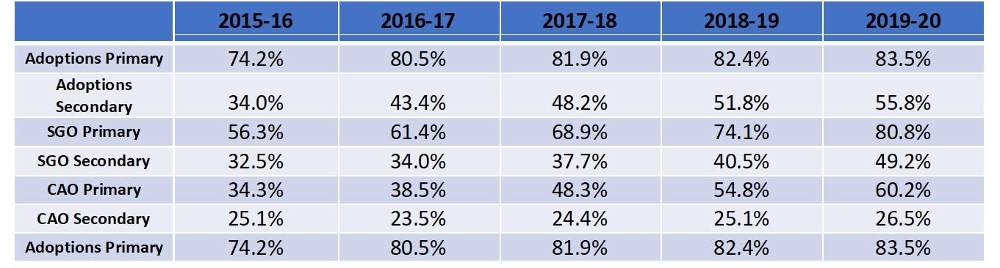 2015-16 2016-17 2017-18 2018-19 2019-20
Adoptions Primary 74.2% 80.5% 81.9% 82.4% 83.5%
Adoptions
Secondary 34.0% 43.4% 48.2% 51.8% 55.8%
SGO Primary 56.3% 61.4% 68.9% 74.1% 80.8%
SGO Secondary 32.5% 34.0% 37.7% 40.5% 49.2%
CAO Primary 34.3% 38.5% 48.3% 54.8% 60.2%
CAO Secondary 25.1% 23.5% 24.4% 25.1% 26.5%
Adoptions Primary 74.2% 80.5% 81.9% 82.4% 83.5%